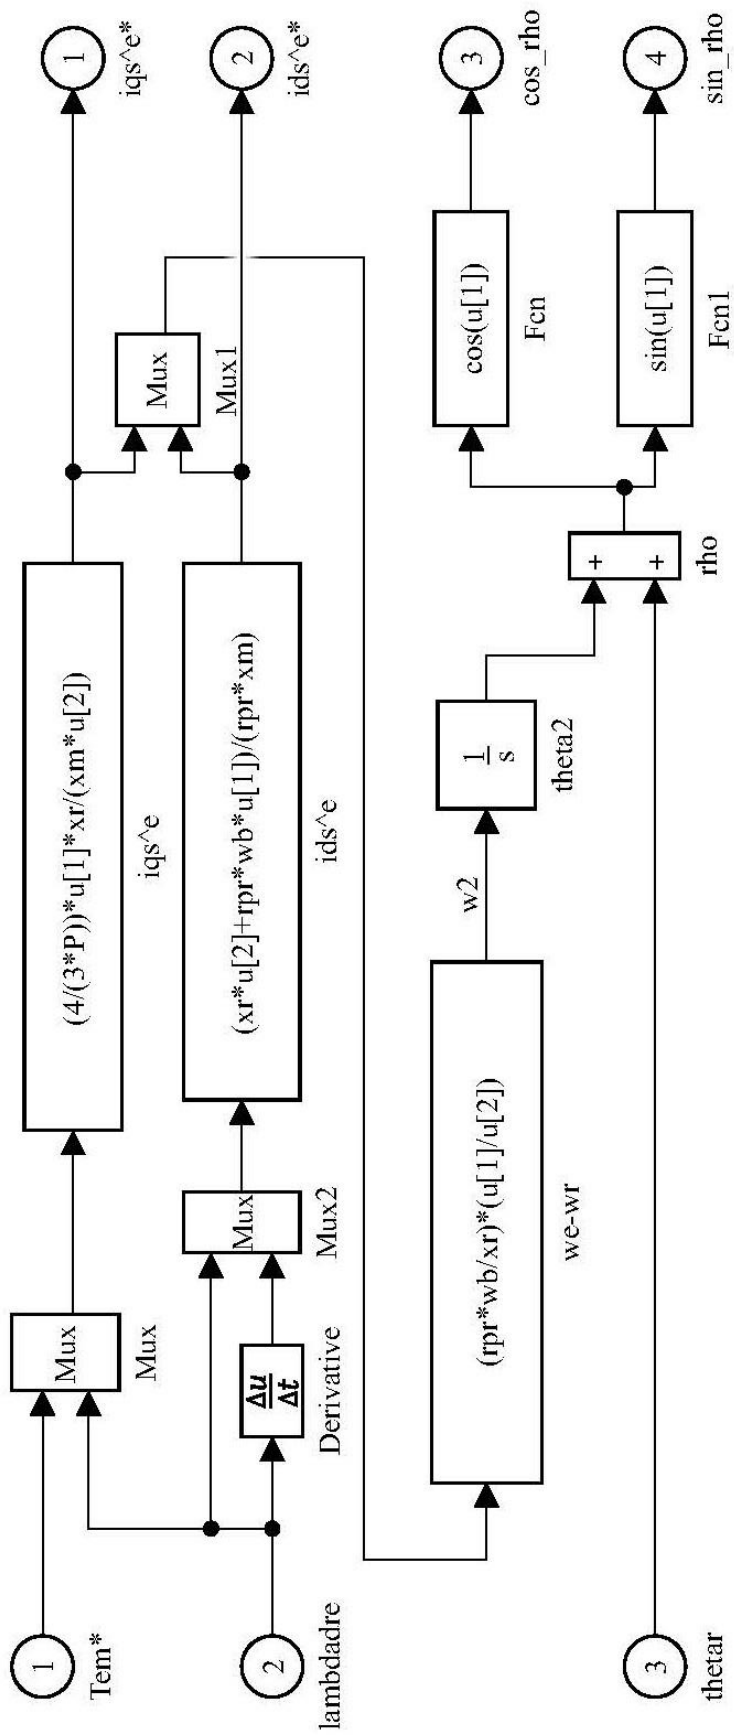 1
Tem*
Mux
Mux
(4/(3*P))*u[1]*xr/(xm*u[2])
iqs^e
1
iqs^e*
2
lambdadre
Δu
Δt
Derivative
Mux
Mux2
(xr*u[2]+rpr*wb*u[1])/(rpr*xm)
ids^e
Mux
Mux1
2
ids^e*
(rpr*wb/xr)*(u[1]/u[2])
we-wr
w2
1
s
theta2
3
thetar
+
+
rho
cos(u[1])
Fcn
3
cos_rho
sin(u[1])
Fcn1
4
sin_rho